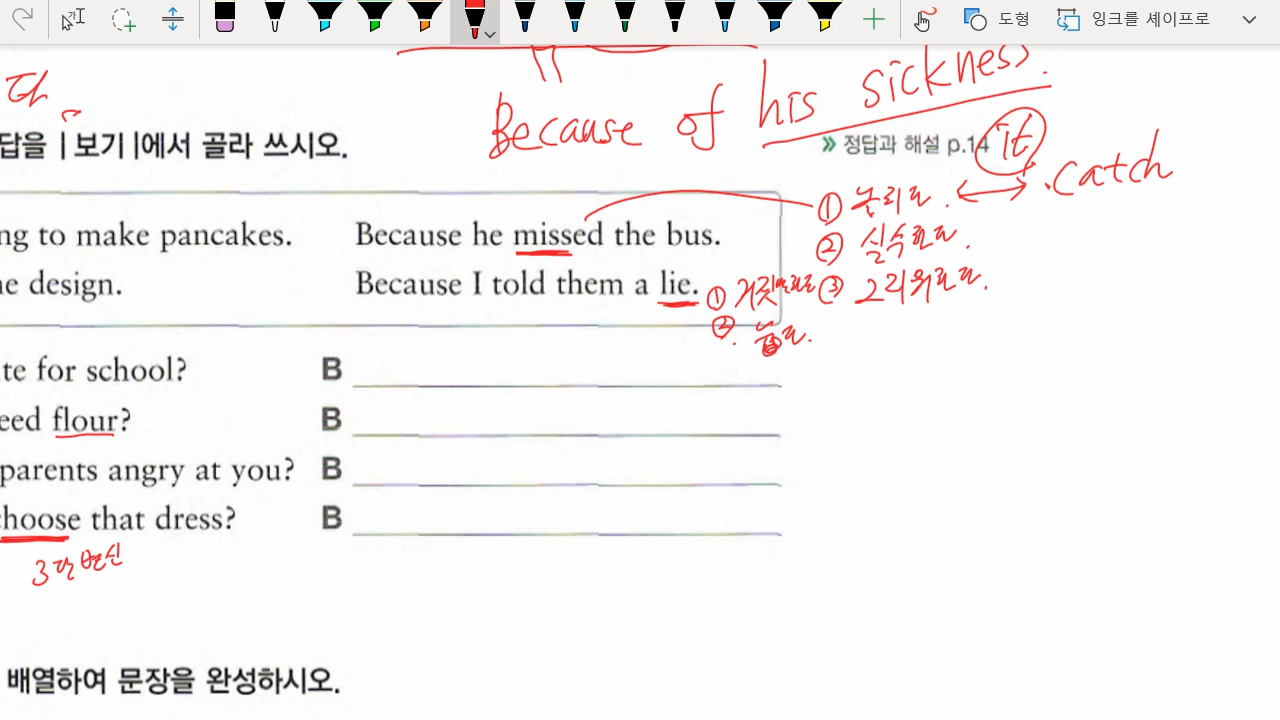 도형
잉크를 셰이프로
Because of his sickness.
답을 | 보기 |에서 골라 쓰시오.
» 정답과 해설 p.14
it
catch
ng to make pancakes. Because he missed the bus.
① 놓치다.
② 실수하다.
e design. Because I told them a lie.
① 거짓말하다
③ 그리워하다.
② 눕다.
te for school? B
eed flour? B
parents angry at you? B
choose that dress? B
3단 변신
배열하여 문장을 완성하시오.